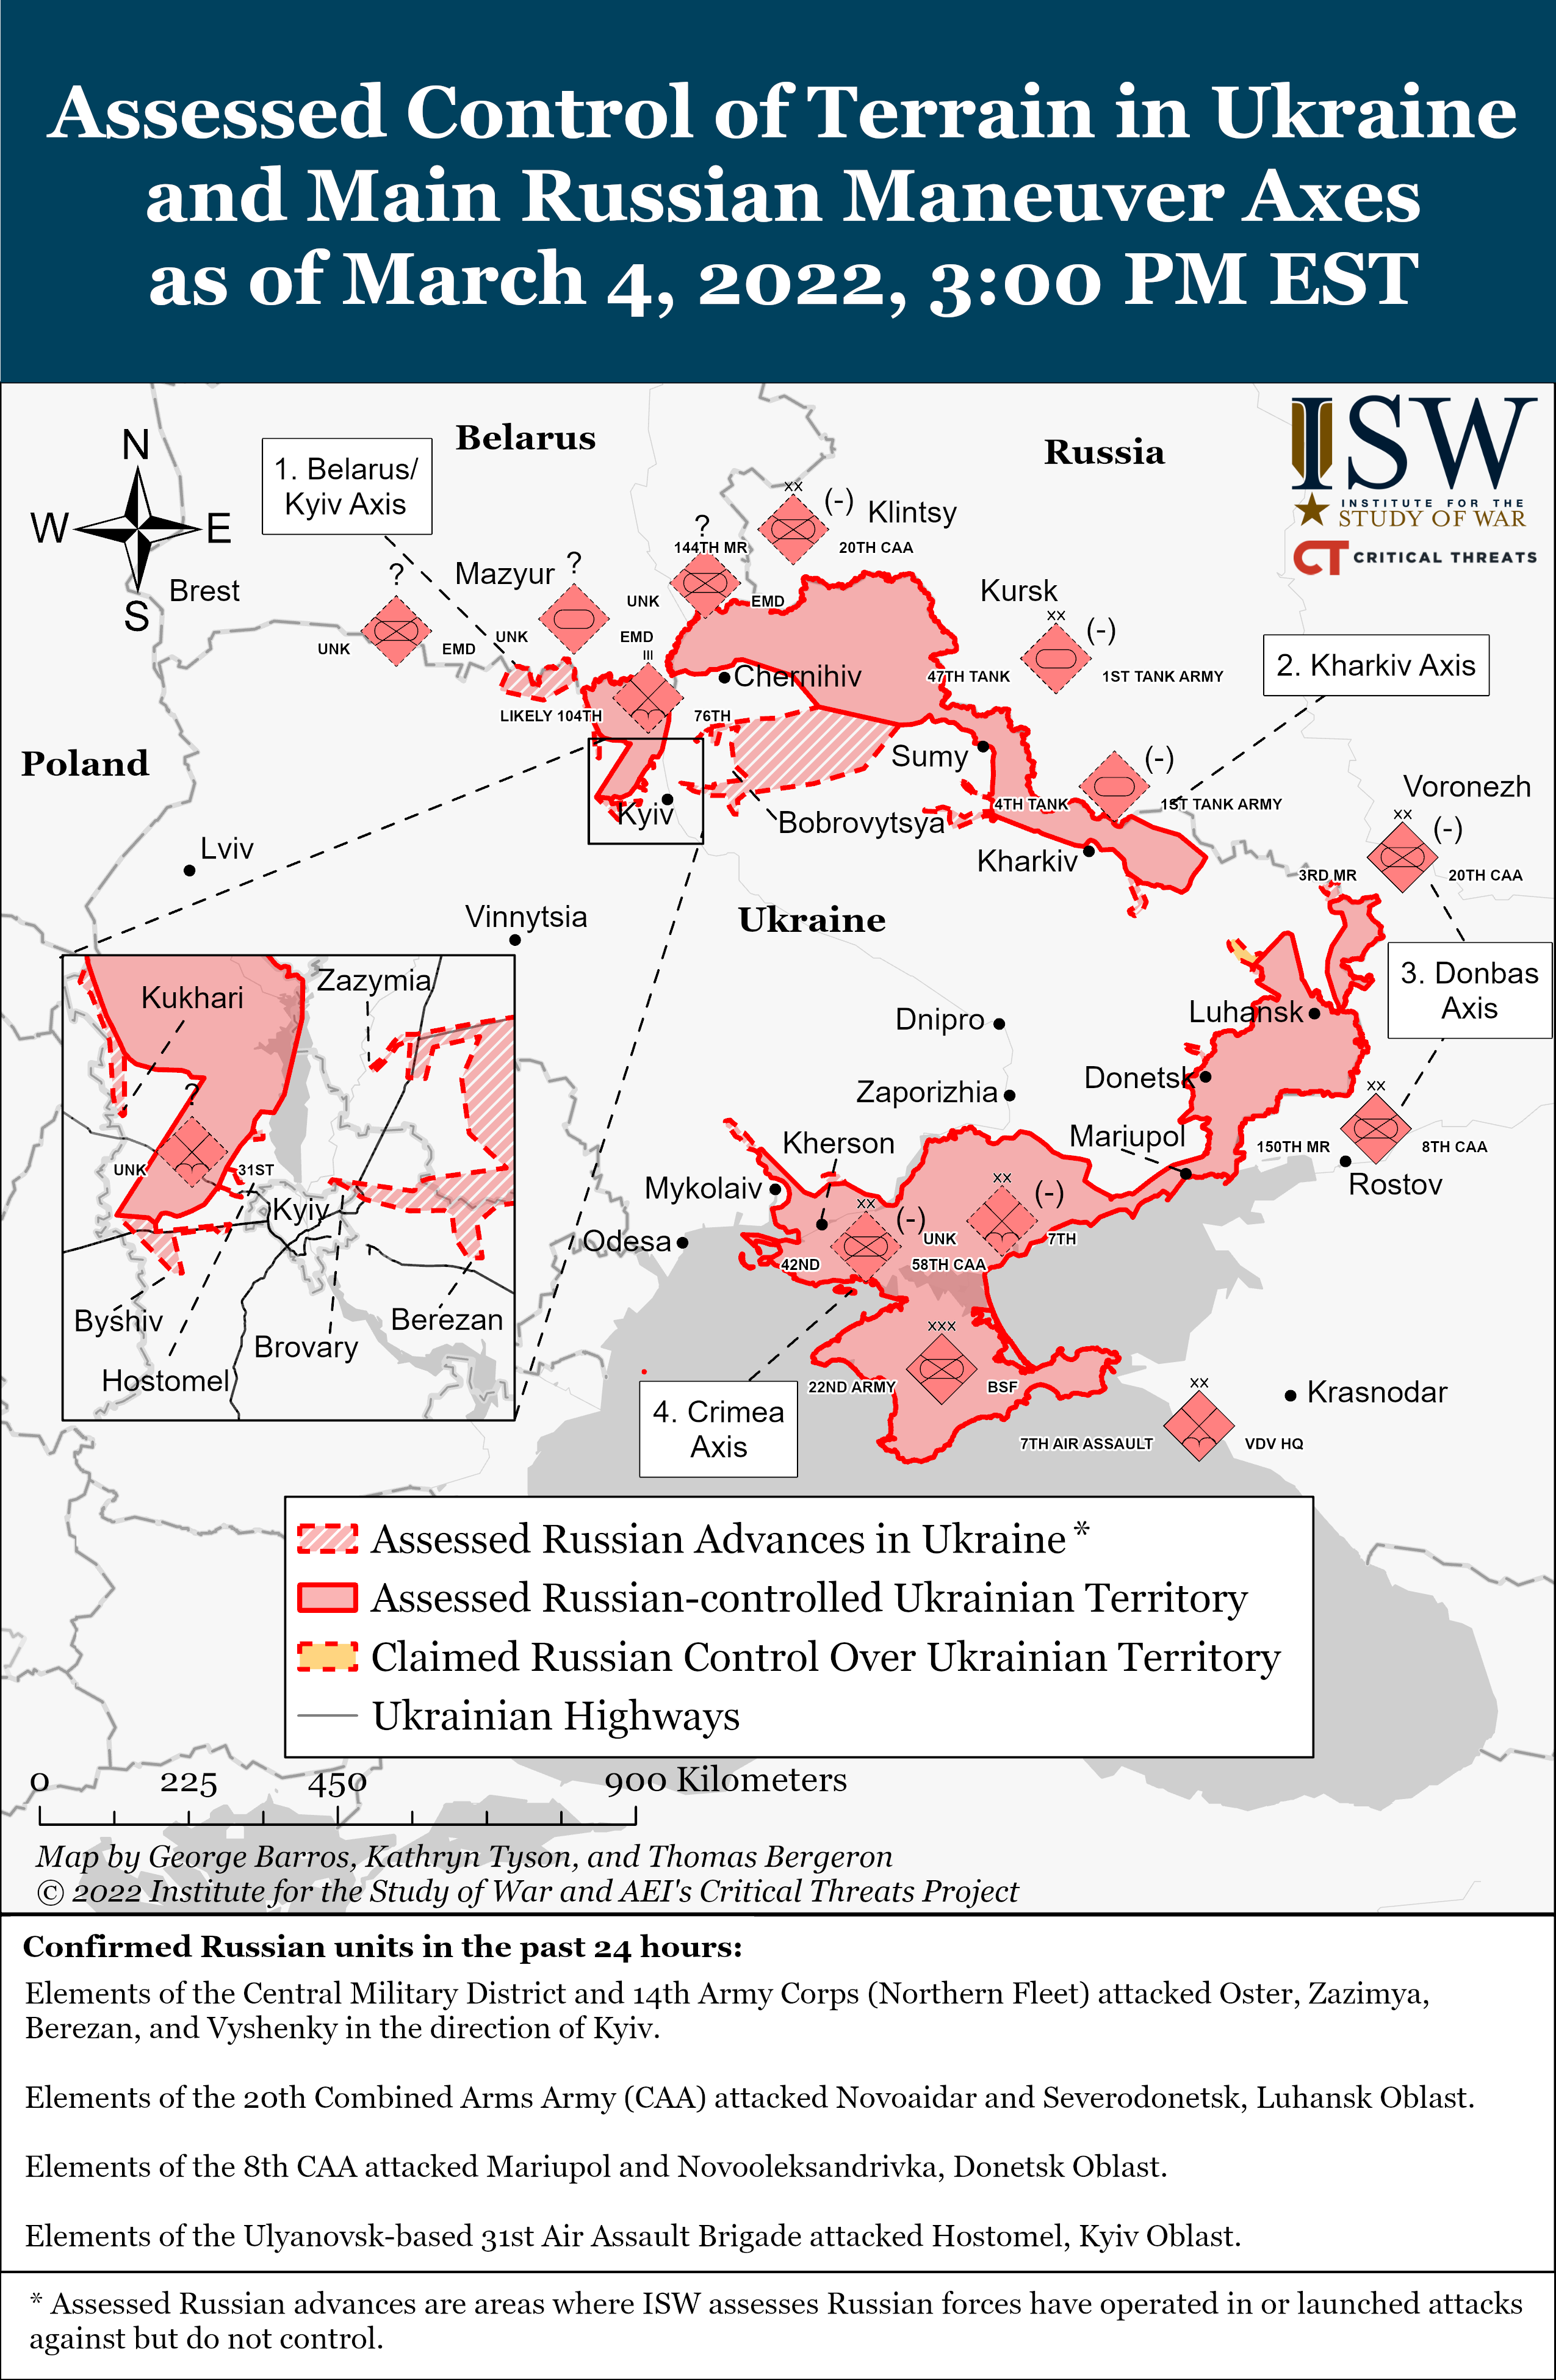 Assessed Control of Terrain in Ukraine
and Main Russian Maneuver Axes
as of March 4, 2022, 3:00 PM EST
ISW
INSTITUTE FOR THE
STUDY OF WAR
CT CRITICAL THREATS
N
W E
S
1. Belarus/
Kyiv Axis
Belarus
Russia
Brest
Mazyur
?
UNK EMD
?
UNK EMD
?
144TH MR
UNK EMD
XX
(-)
Klintsy
20TH CAA
Kursk
XX
(-)
47TH TANK 1ST TANK ARMY
2. Kharkiv Axis
III
LIKELY 104TH 76TH
Chernihiv
Poland
Sumy
(-)
4TH TANK 1ST TANK ARMY
Voronezh
XX
(-)
3RD MR 20TH CAA
Kyiv
Bobrovytsya
Kharkiv
Lviv
Vinnytsia
Ukraine
3. Donbas
Axis
Luhansk
Dnipro
Donetsk
Zaporizhia
XX
150TH MR 8TH CAA
Rostov
Mariupol
Kherson
Mykolaiv
Odesa
XX
(-)
42ND 58TH CAA
XX
(-)
UNK 7TH
XXX
22ND ARMY BSF
4. Crimea
Axis
XX
7TH AIR ASSAULT VDV HQ
Krasnodar
Kukhari
Zazymia
?
UNK 31ST
Kyiv
Byshiv
Hostomel
Brovary
Berezan
Assessed Russian Advances in Ukraine*
Assessed Russian-controlled Ukrainian Territory
Claimed Russian Control Over Ukrainian Territory
Ukrainian Highways
0 225 450 900 Kilometers
Map by George Barros, Kathryn Tyson, and Thomas Bergeron
© 2022 Institute for the Study of War and AEI's Critical Threats Project
Confirmed Russian units in the past 24 hours:
Elements of the Central Military District and 14th Army Corps (Northern Fleet) attacked Oster, Zazimya,
Berezan, and Vyshenky in the direction of Kyiv.
Elements of the 20th Combined Arms Army (CAA) attacked Novoaidar and Severodonetsk, Luhansk Oblast.
Elements of the 8th CAA attacked Mariupol and Novooleksandrivka, Donetsk Oblast.
Elements of the Ulyanovsk-based 31st Air Assault Brigade attacked Hostomel, Kyiv Oblast.
* Assessed Russian advances are areas where ISW assesses Russian forces have operated in or launched attacks
against but do not control.